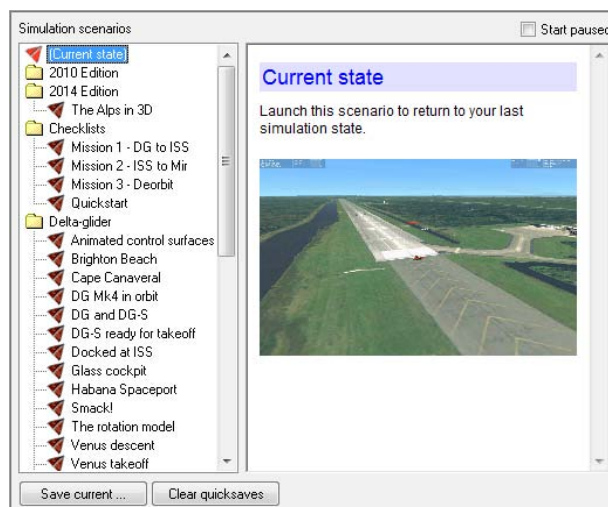 Simulation scenarios
Start paused
(Current state)
2010 Edition
2014 Edition
The Alps in 3D
Checklists
Mission 1 - DG to ISS
Mission 2 - ISS to Mir
Mission 3 - Deorbit
Quickstart
Delta-glider
Animated control surfaces
Brighton Beach
Cape Canaveral
DG Mk4 in orbit
DG and DG-S
DG-S ready for takeoff
Docked at ISS
Glass cockpit
Habana Spaceport
Smack!
The rotation model
Venus descent
Venus takeoff
Current state
Launch this scenario to return to your last
simulation state.
Save current ...
Clear quicksaves